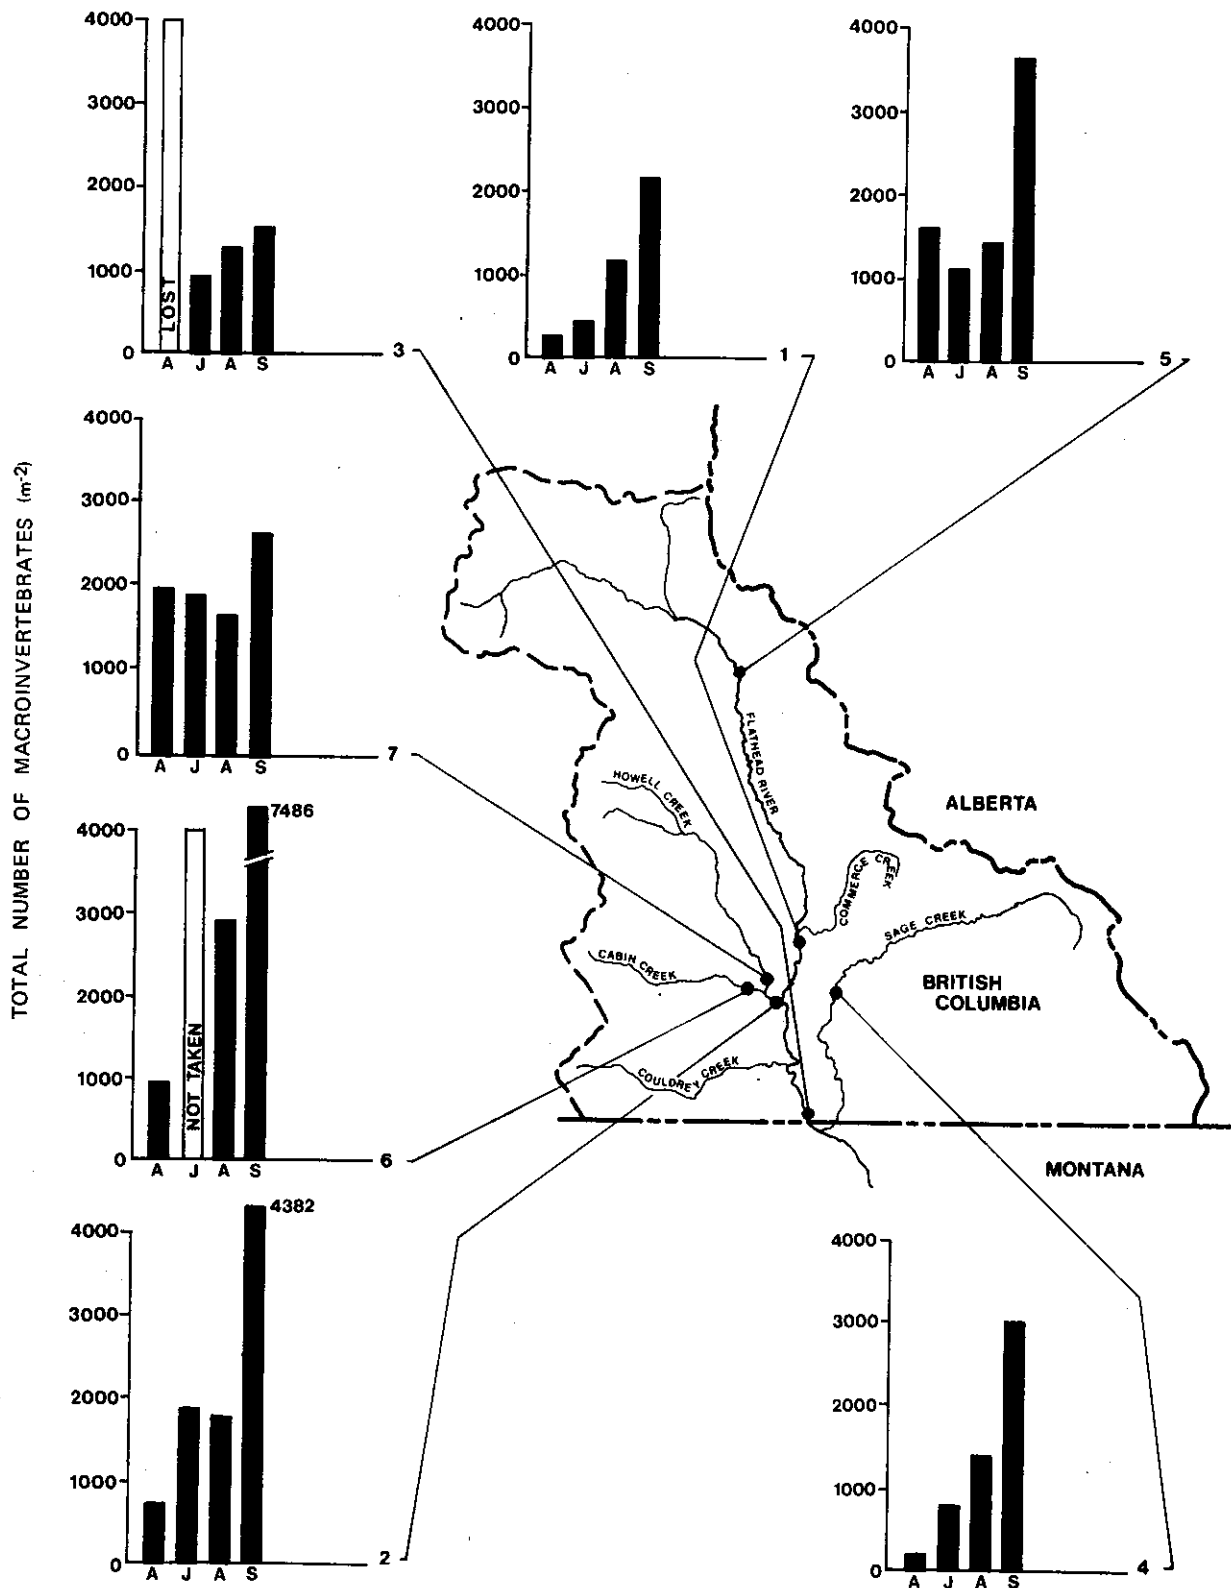 TOTAL NUMBER OF MACROINVERTEBRATES (m-2)
4000
3000
2000
1000
0
LOST
A J A S
3
4000
3000
2000
1000
0
A J A S
1
4000
3000
2000
1000
0
A J A S
5
4000
3000
2000
1000
0
A J A S
7
7486
4000
3000
2000
1000
0
NOT TAKEN
A J A S
6
4382
4000
3000
2000
1000
0
A J A S
2
4000
3000
2000
1000
0
A J A S
4
FLATHEAD RIVER
HOWELL CREEK
ALBERTA
COMMERCE CREEK
SAGE CREEK
CABIN CREEK
BRITISH
COLUMBIA
COULDREY CREEK
MONTANA